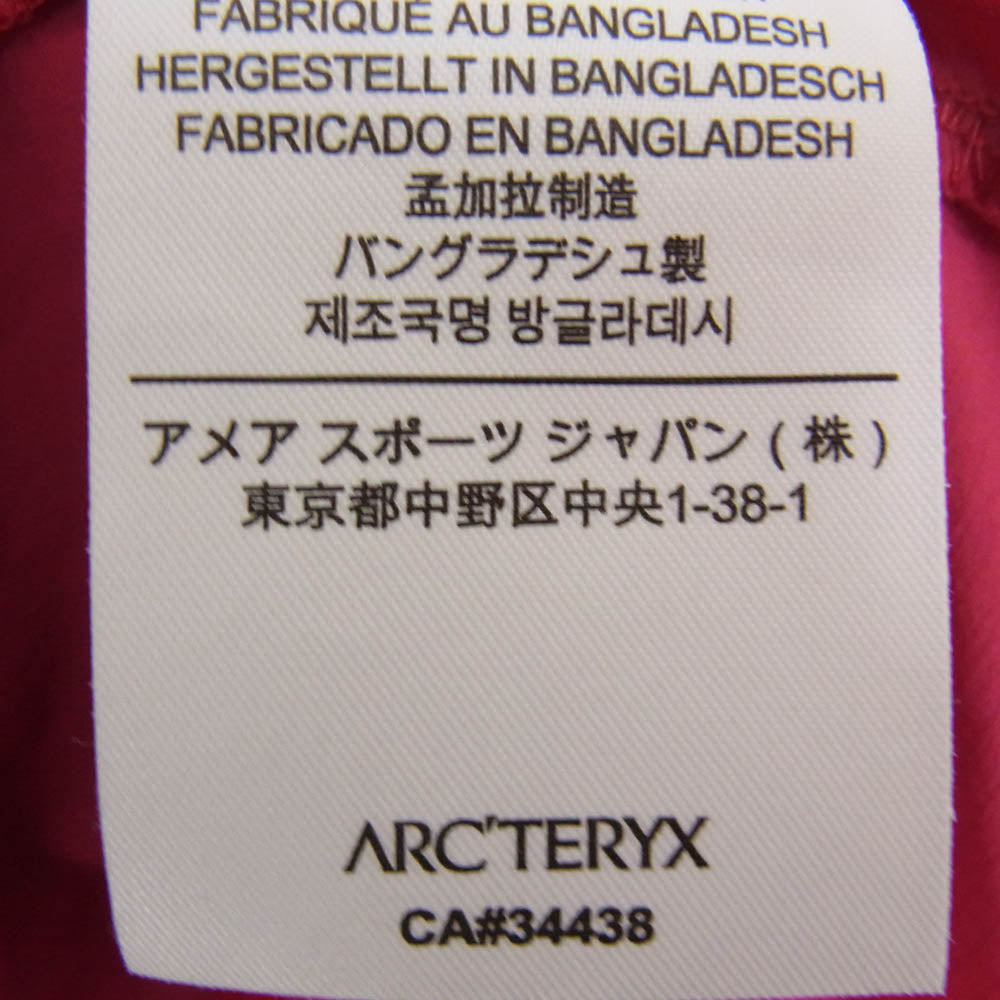 FABRIQUÉ AU BANGLADESH
HERGESTELLT IN BANGLADESCH
FABRICADO EN BANGLADESH
孟加拉制造
バングラデシュ製
제조국명 방글라데시
アメア スポーツ ジャパン ( 株 )
東京都中野区中央1-38-1
ARC'TERYX
CA#34438